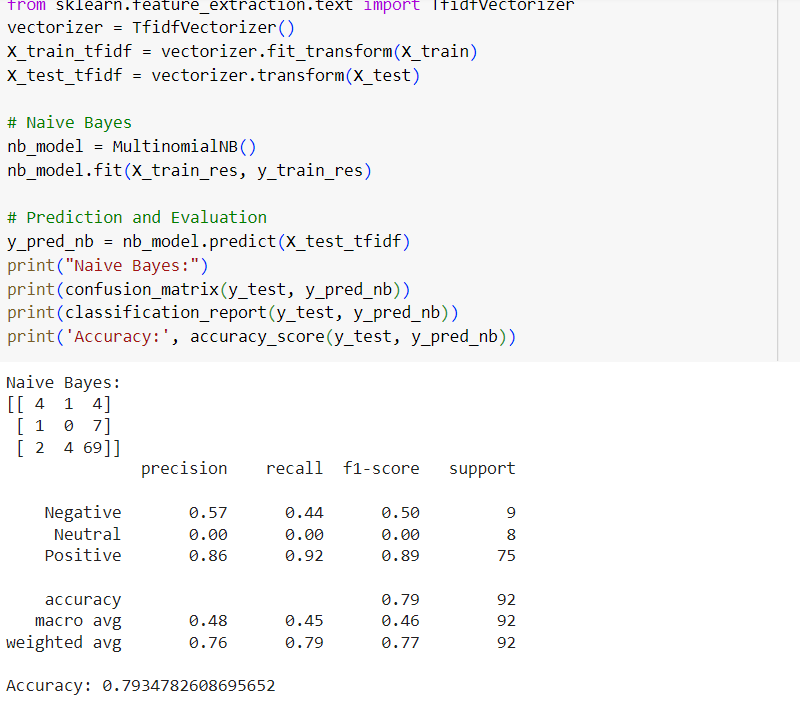 from sklearn.feature_extraction.text import TfidfVectorizer
vectorizer = TfidfVectorizer()
X_train_tfidf = vectorizer.fit_transform(X_train)
X_test_tfidf = vectorizer.transform(X_test)
# Naive Bayes
nb_model = MultinomialNB()
nb_model.fit(X_train_res, y_train_res)
# Prediction and Evaluation
y_pred_nb = nb_model.predict(X_test_tfidf)
print("Naive Bayes:")
print(confusion_matrix(y_test, y_pred_nb))
print(classification_report(y_test, y_pred_nb))
print('Accuracy:', accuracy_score(y_test, y_pred_nb))
Naive Bayes:
[[ 4  1  4]
 [ 1  0  7]
 [ 2  4 69]]
              precision    recall  f1-score   support
    Negative       0.57      0.44      0.50         9
     Neutral       0.00      0.00      0.00         8
    Positive       0.86      0.92      0.89        75
    accuracy                           0.79        92
   macro avg       0.48      0.45      0.46        92
weighted avg       0.76      0.79      0.77        92
Accuracy: 0.7934782608695652